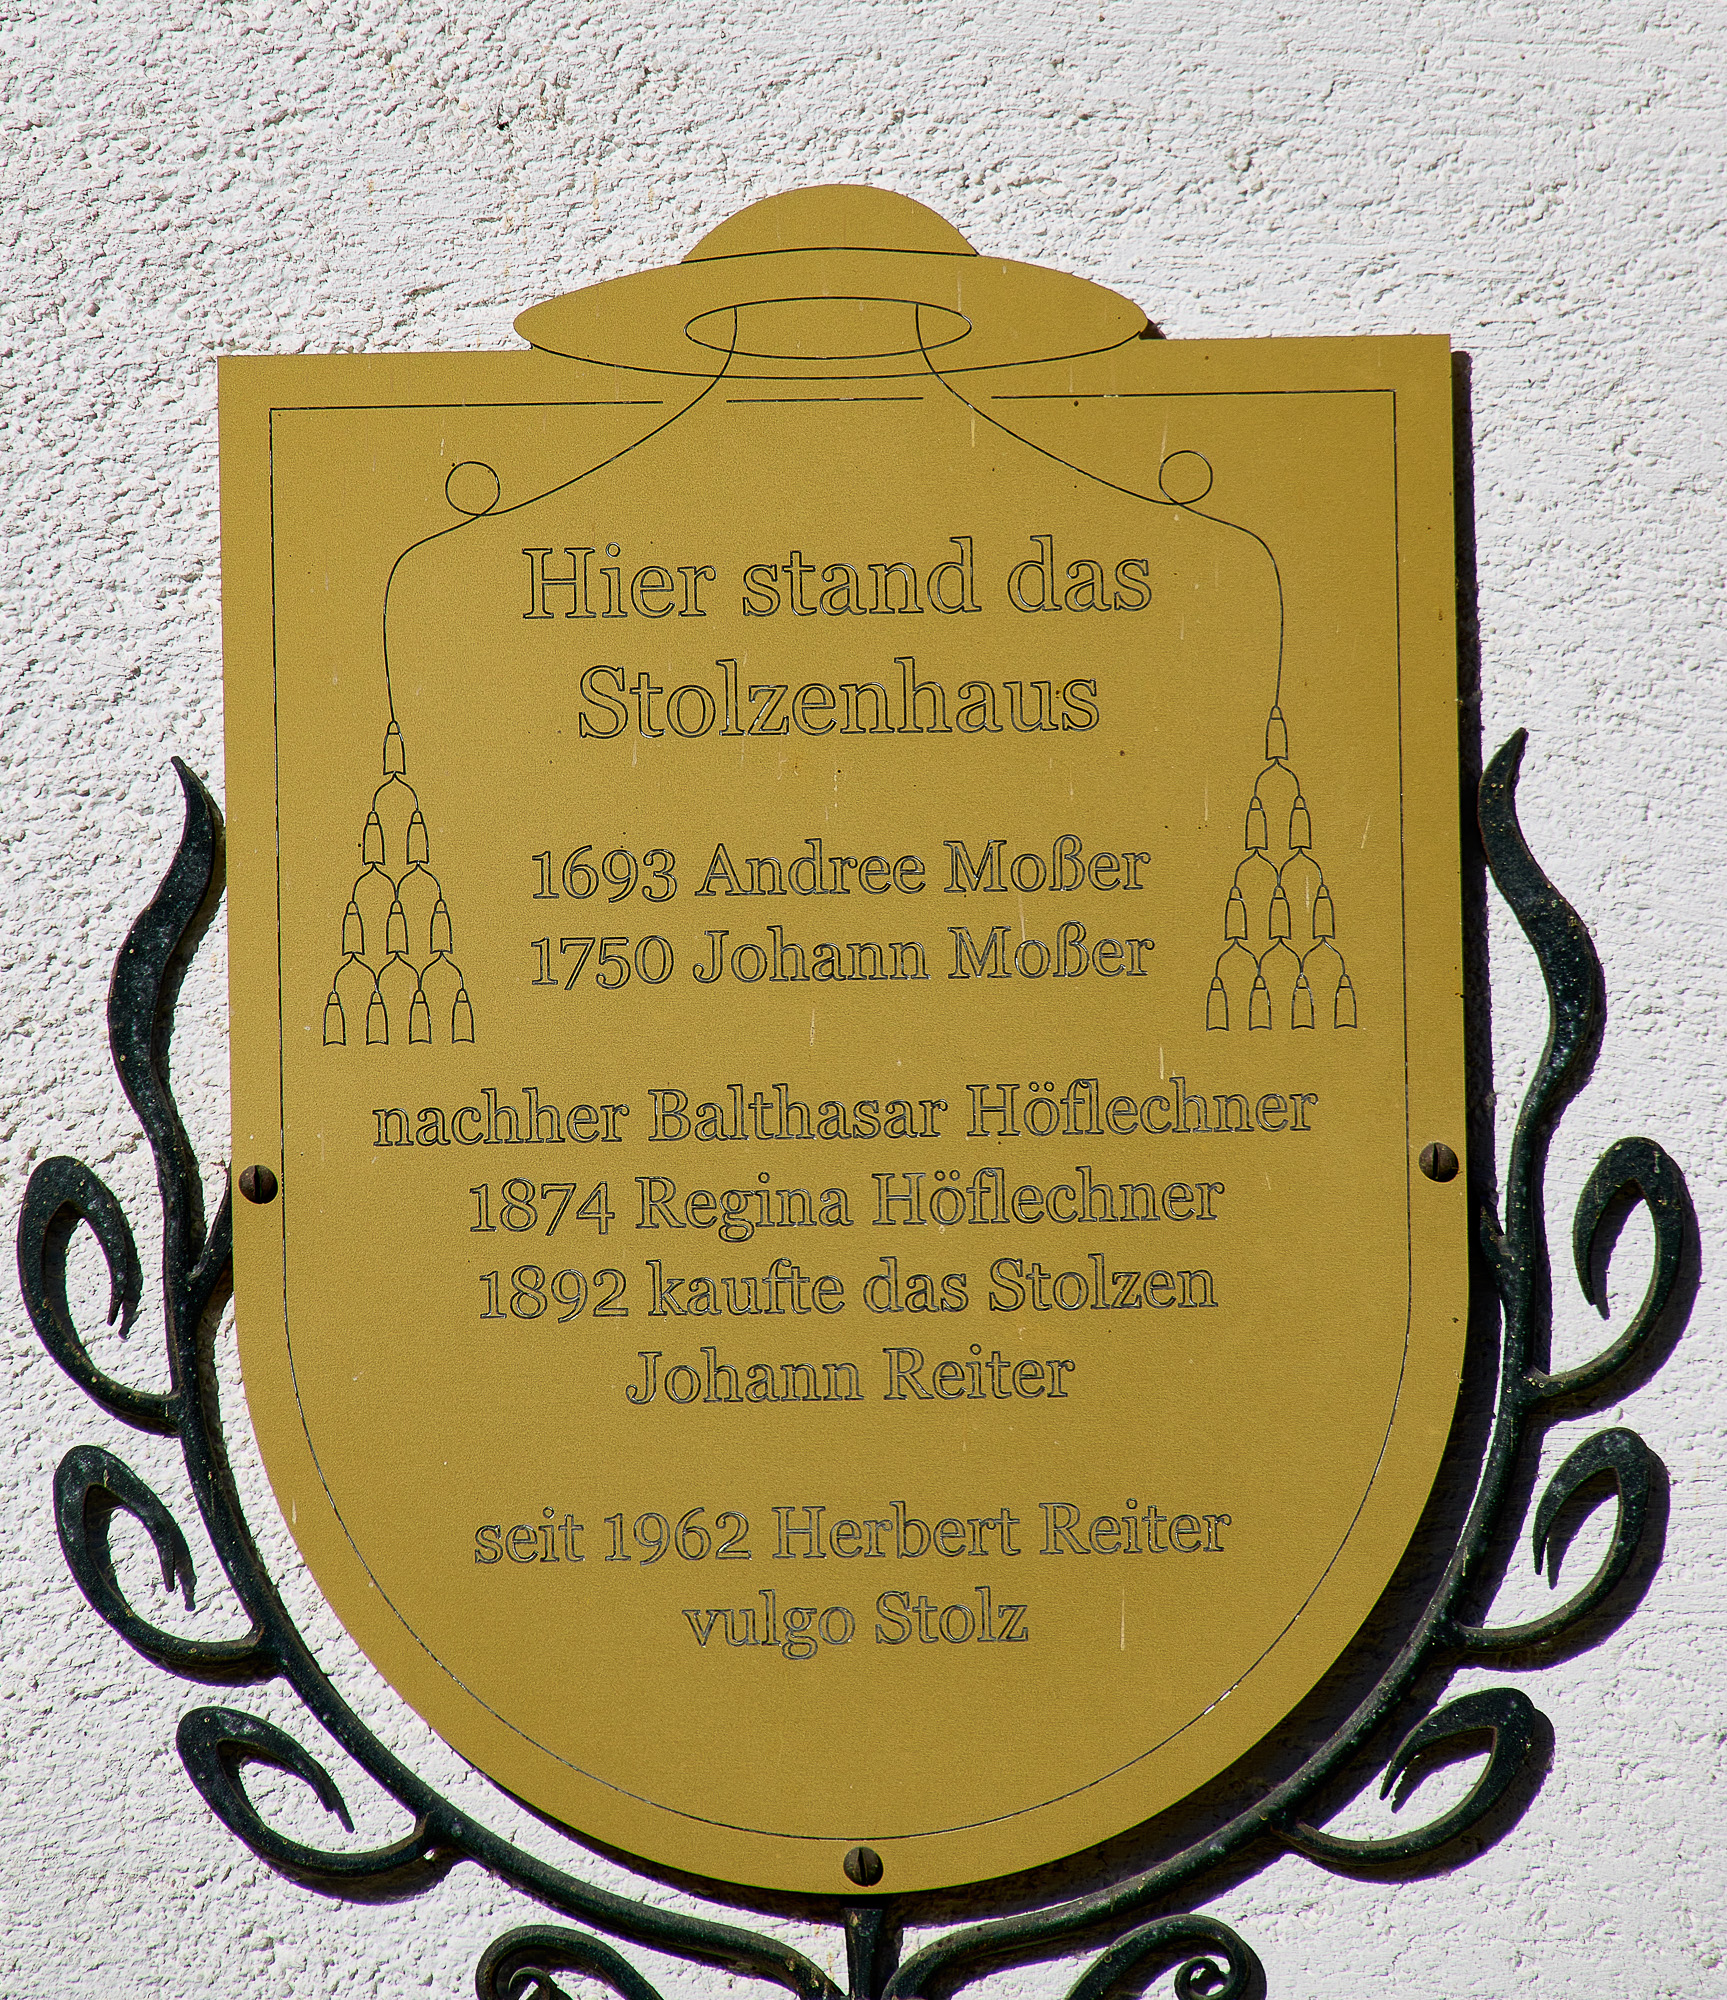 Hier stand das
Stolzenhaus
1693 Andree Moßer
1750 Johann Moßer
nachher Balthasar Höflechner
1874 Regina Höflechner
1892 kaufte das Stolzen
Johann Reiter
seit 1962 Herbert Reiter
vulgo Stolz